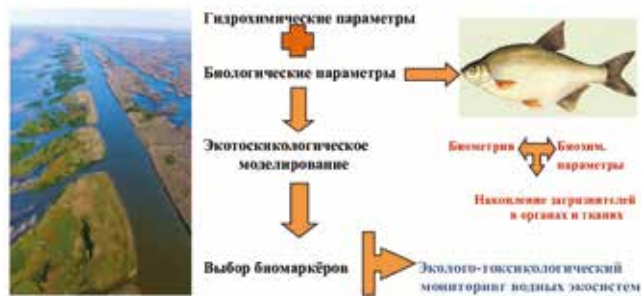 Гидрохимические параметры
Биологические параметры
Экотоскикологическое
моделирование
Выбор биомаркёров
Биометрия
Биохим.
параметры
Накопление загрязнителей
в органах и тканях
Эколого-токсикологический
мониторинг водных экосистем